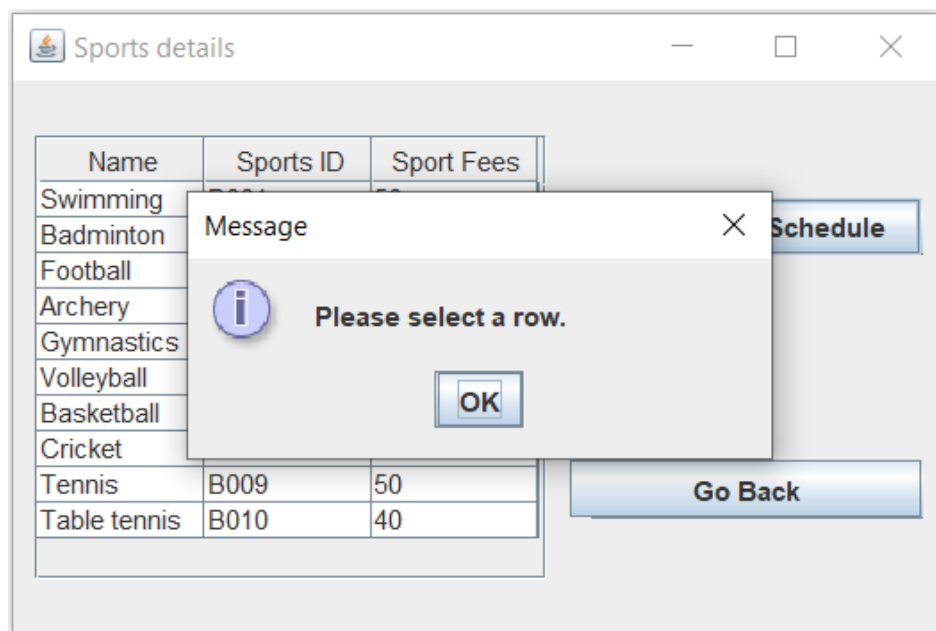 Sports details
Name Sports ID Sport Fees
Swimming
Badminton
Football
Archery
Gymnastics
Volleyball
Basketball
Cricket
Tennis B009 50
Table tennis B010 40
Message
Please select a row.
OK
Schedule
Go Back